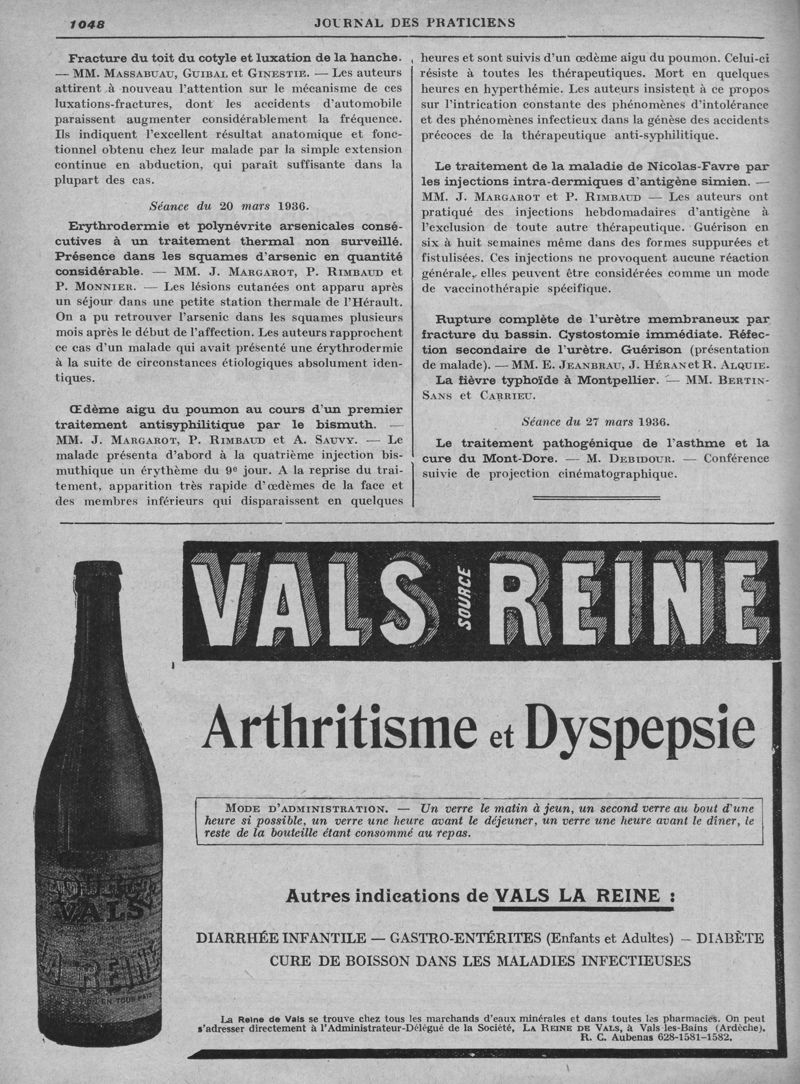 1048
JOURNAL DES PRATICIENS
Fracture du toit du cotyle et luxation de la hanche.
— MM. Massabuau, Guibal et Ginestie. — Les auteurs
attirent à nouveau l'attention sur le mécanisme de ces
luxations-fractures, dont les accidents d'automobile
paraissent augmenter considérablement la fréquence.
Ils indiquent l'excellent résultat anatomique et fonc-
tionnel obtenu chez leur malade par la simple extension
continue en abduction, qui paraît suffisante dans la
plupart des cas.
Séance du 20 mars 1936.
Erythrodermie et polynévrite arsenicales consé-
cutives à un traitement thermal non surveillé.
Présence dans les squames d'arsenic en quantité
considérable. — MM. J. Margarot, P. Rimbaud et
P. Monnier. — Les lésions cutanées ont apparu après
un séjour dans une petite station thermale de l'Hérault.
On a pu retrouver l'arsenic dans les squames plusieurs
mois après le début de l'affection. Les auteurs rapprochent
ce cas d'un malade qui avait présenté une érythrodermie
à la suite de circonstances étiologiques absolument iden-
tiques.
Œdème aigu du poumon au cours d'un premier
traitement antisyphilitique par le bismuth. —
MM. J. Margarot, P. Rimbaud et A. Sauvy. — Le
malade présenta d'abord à la quatrième injection bis-
muthique un érythème du 9e jour. A la reprise du trai-
tement, apparition très rapide d'œdèmes de la face et
des membres inférieurs qui disparaissent en quelques
heures et sont suivis d'un œdème aigu du poumon. Celui-ci
résiste à toutes les thérapeutiques. Mort en quelques
heures en hyperthémie. Les auteurs insistent à ce propos
sur l'intrication constante des phénomènes d'intolérance
et des phénomènes infectieux dans la génèse des accidents
précoces de la thérapeutique anti-syphilitique.
Le traitement de la maladie de Nicolas-Favre par
les injections intra-dermiques d'antigène simien. —
MM. J. Margarot et P. Rimbaud — Les auteurs ont
pratiqué des injections hebdomadaires d'antigène à
l'exclusion de toute autre thérapeutique. Guérison en
six à huit semaines même dans des formes suppurées et
fistulisées. Ces injections ne provoquent aucune réaction
générale, elles peuvent être considérées comme un mode
de vaccinothérapie spécifique.
Rupture complète de l'urètre membraneux par
fracture du bassin. Cystostomie immédiate. Réfec-
tion secondaire de l'urètre. Guérison (présentation
de malade). — MM. E. Jeanbrau, J. Héran et R. Alquie.
La fièvre typhoïde à Montpellier. — MM. Bertin-
Sans et Carrieu.
Séance du 27 mars 1936.
Le traitement pathogénique de l'asthme et la
cure du Mont-Dore. — M. Debidour. — Conférence
suivie de projection cinématographique.
VALS SOURCE REINE
Arthritisme et Dyspepsie
Mode d'administration. — Un verre le matin à jeun, un second verre au bout d'une
heure si possible, un verre une heure avant le déjeuner, un verre une heure avant le dîner, le
reste de la bouteille étant consommé au repas.
VALS
LA REINE
Autres indications de VALS LA REINE :
DIARRHÉE INFANTILE — GASTRO-ENTÉRITES (Enfants et Adultes) — DIABÈTE
CURE DE BOISSON DANS LES MALADIES INFECTIEUSES
La Reine de Vals se trouve chez tous les marchands d'eaux minérales et dans toutes les pharmacies. On peut
s'adresser directement à l'Administrateur-Délégué de la Société, La Reine de Vals, à Vals-les-Bains (Ardèche).
R. C. Aubenas 628-1581-1582.